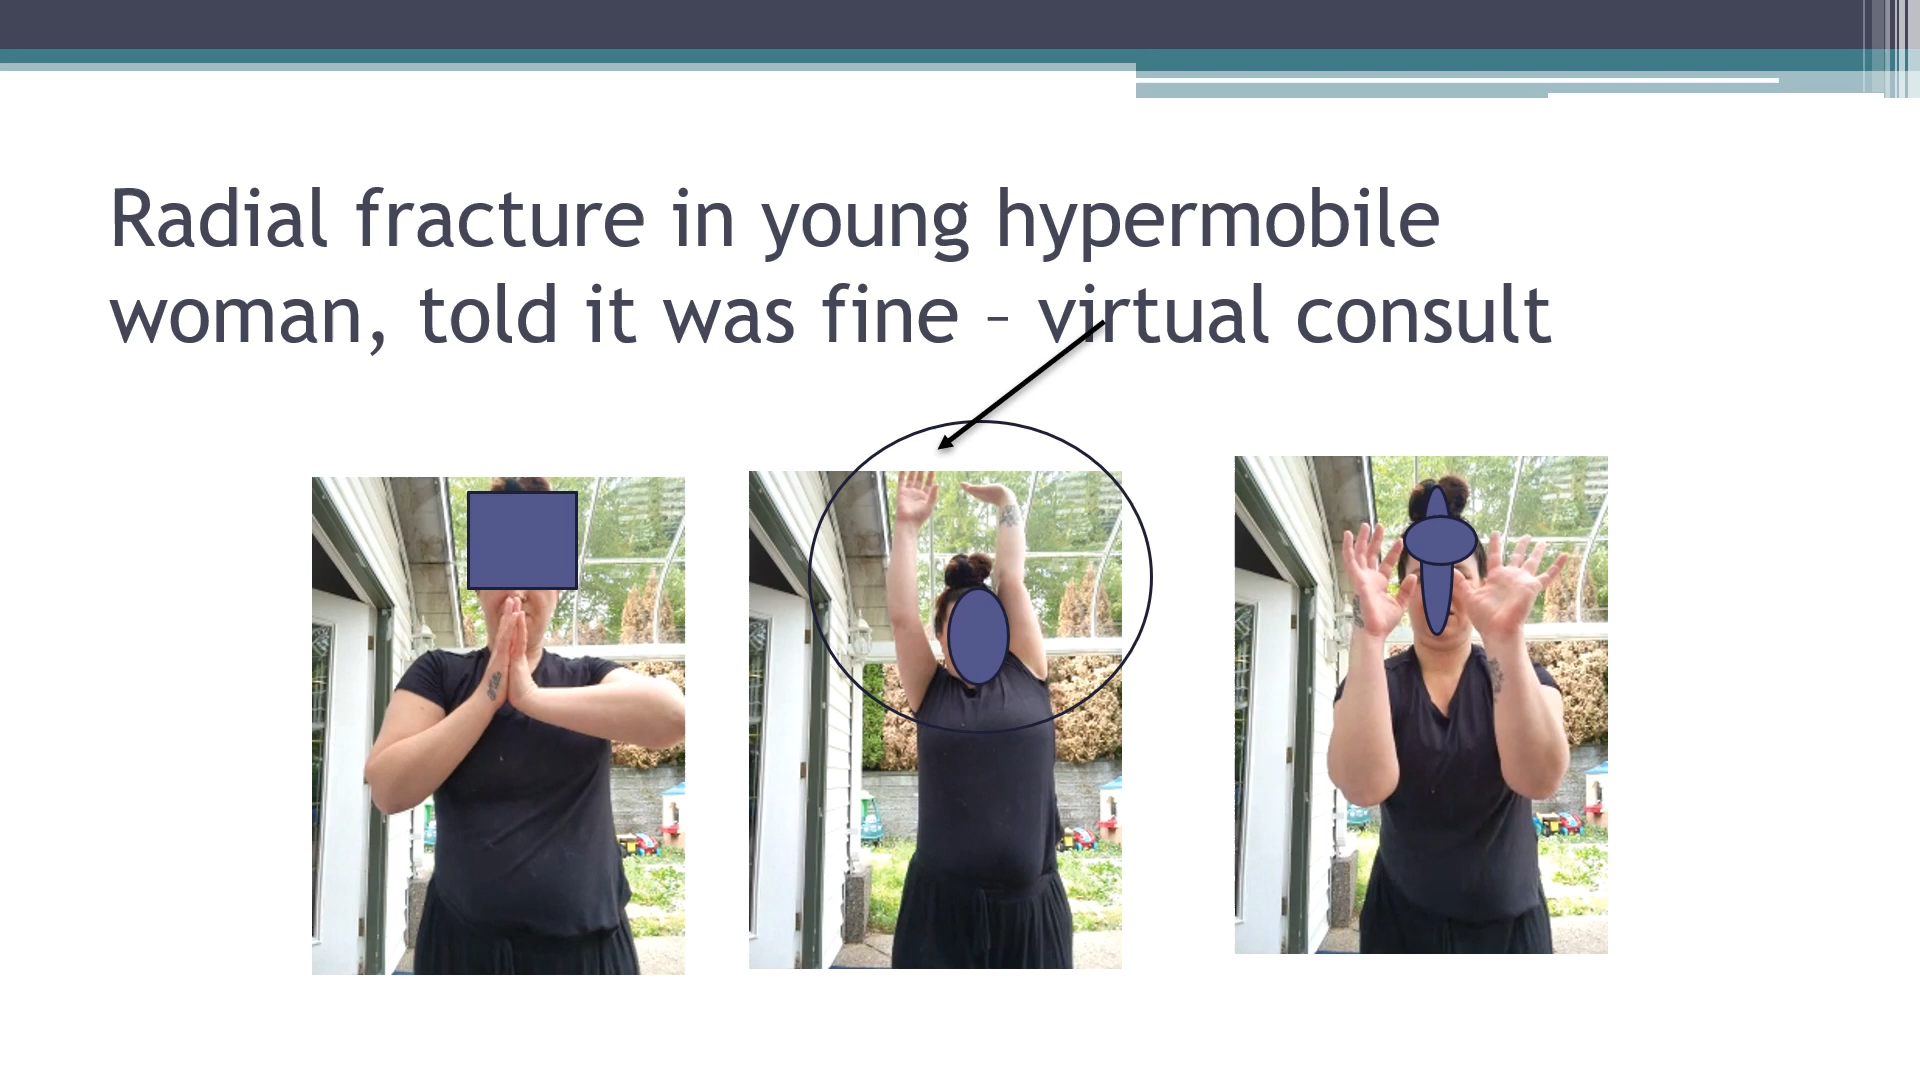 Radial fracture in young hypermobile
woman, told it was fine – virtual consult